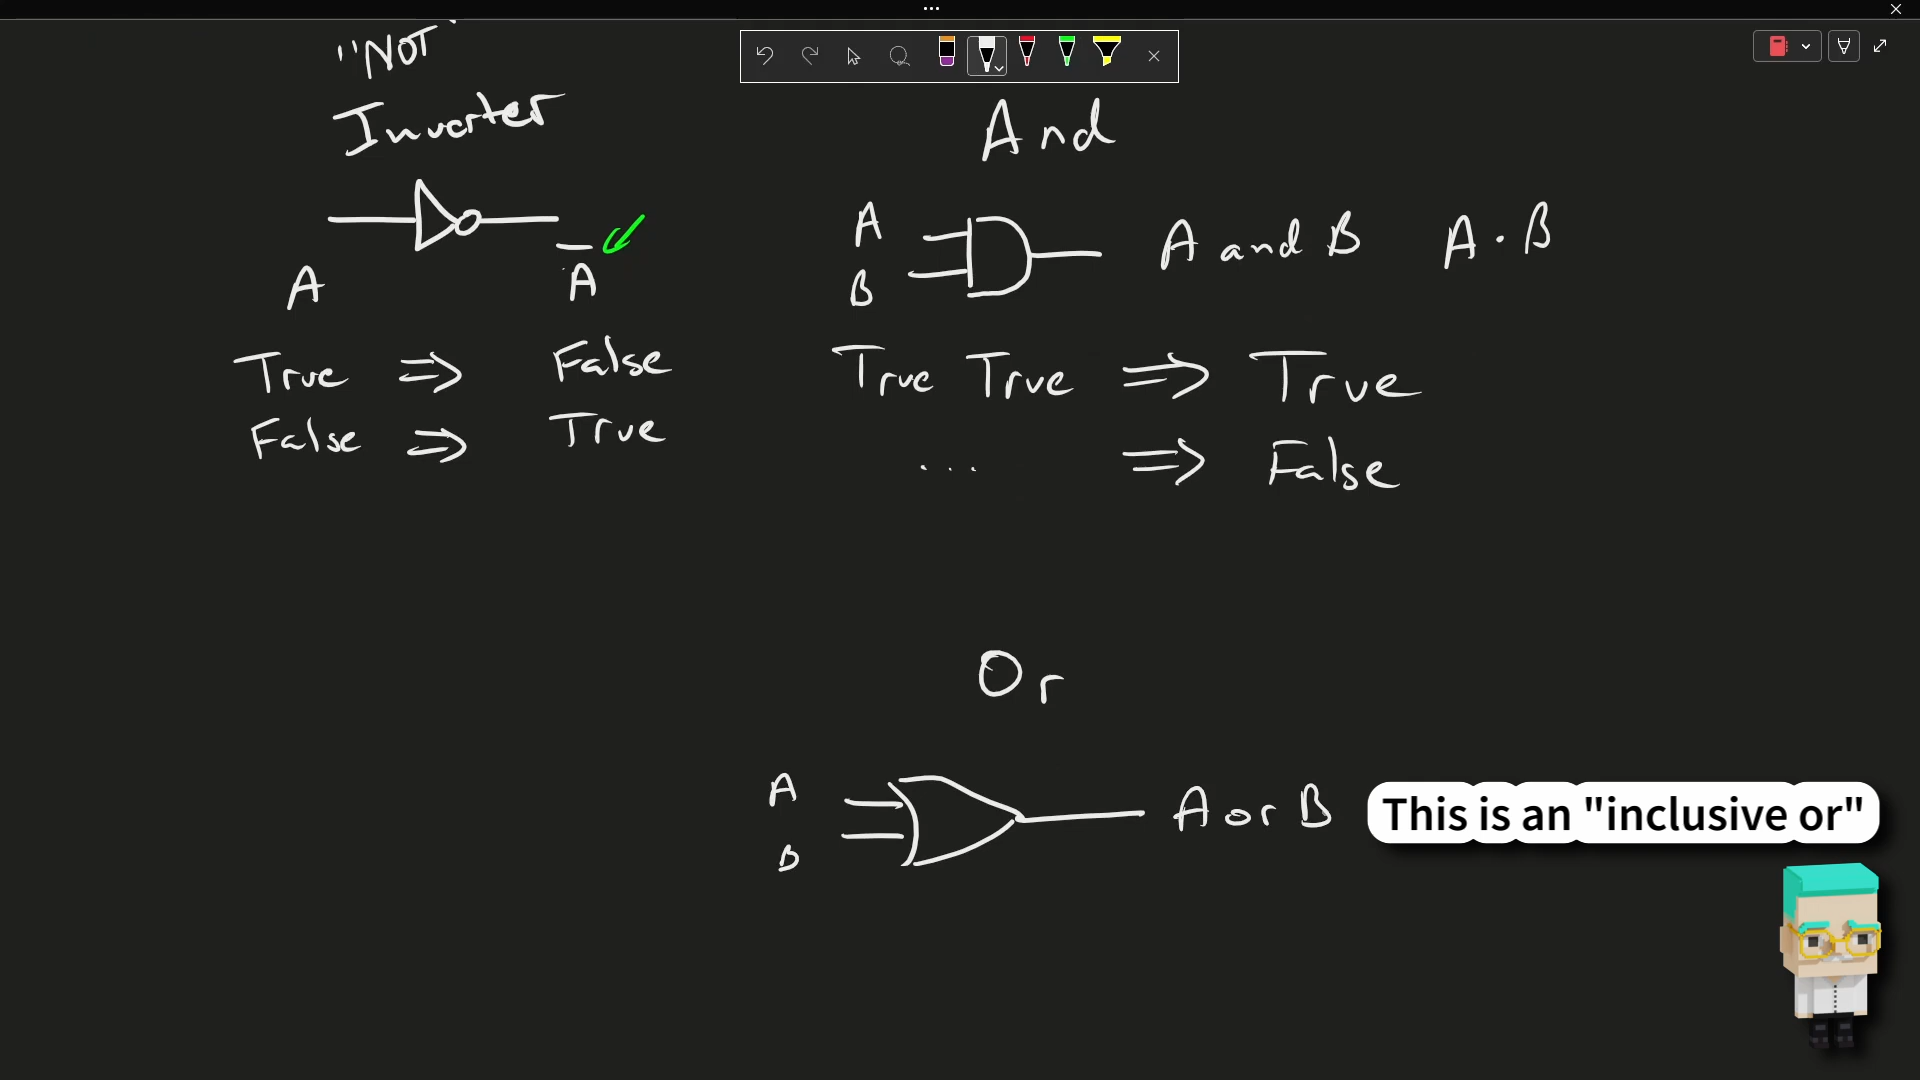 "NOT"
Inverter
A
A̅
True ⇒ False
False ⇒ True
And
A
B
A and B A · B
True True ⇒ True
... ⇒ False
Or
A
B
A or B
This is an "inclusive or"